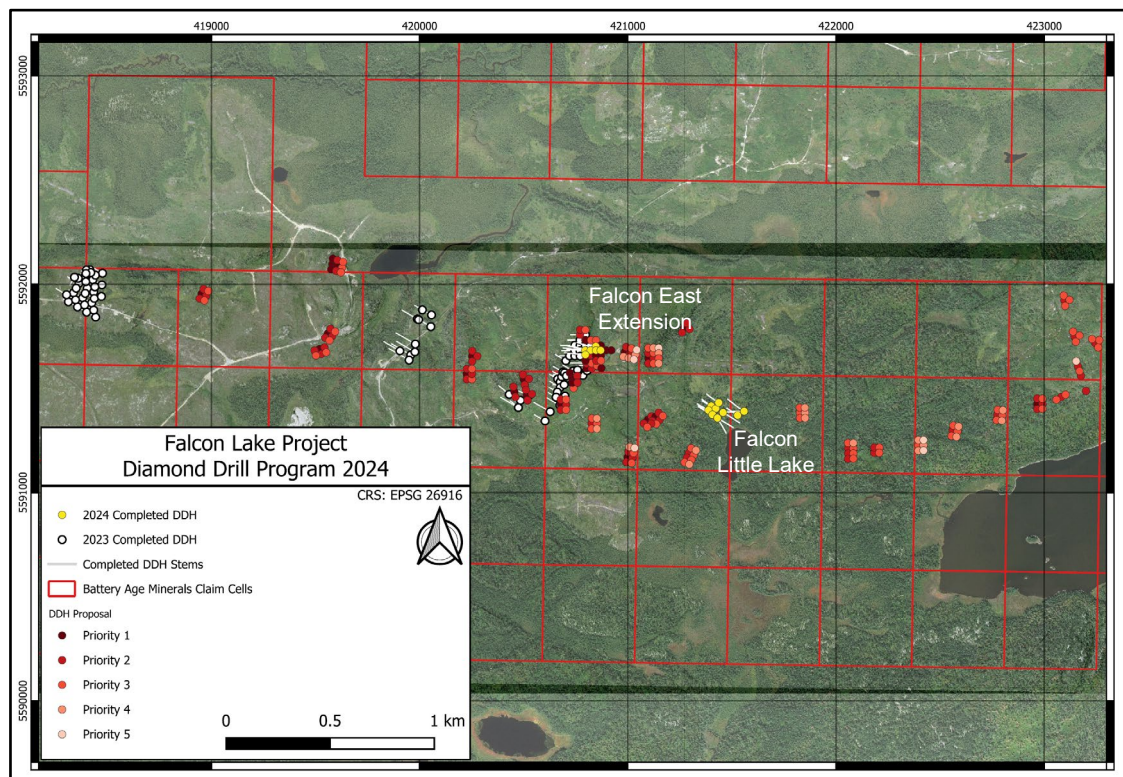 419000
420000
421000
422000
423000
5593000
5592000
5591000
5590000
Falcon East
Extension
Falcon
Little Lake
Falcon Lake Project
Diamond Drill Program 2024
CRS: EPSG 26916
2024 Completed DDH
2023 Completed DDH
Completed DDH Stems
Battery Age Minerals Claim Cells
DDH Proposal
Priority 1
Priority 2
Priority 3
Priority 4
Priority 5
0 0.5 1 km